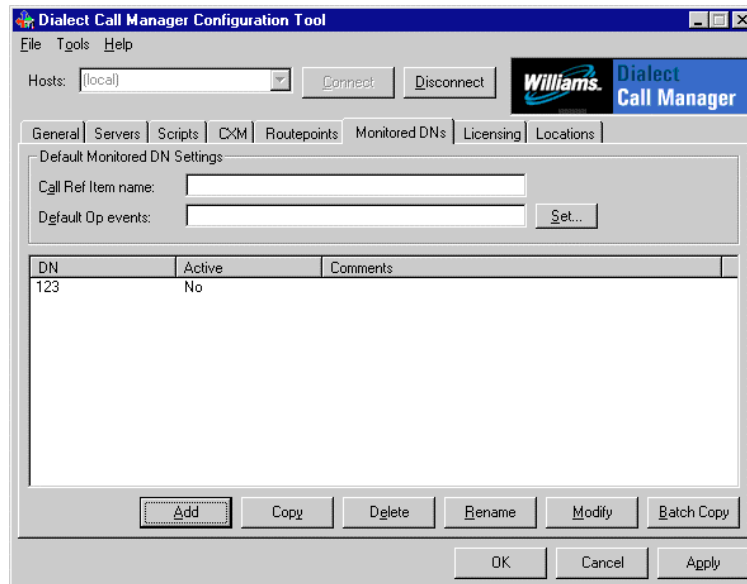 Dialect Call Manager Configuration Tool
File Tools Help
Hosts: (local) Connect Disconnect
Williams. Dialect Call Manager
General Servers Scripts CXM Routepoints Monitored DNs Licensing Locations
Default Monitored DN Settings
Call Ref Item name:
Default Op events: Set...
DN Active Comments
123 No
Add Copy Delete Rename Modify Batch Copy
OK Cancel Apply